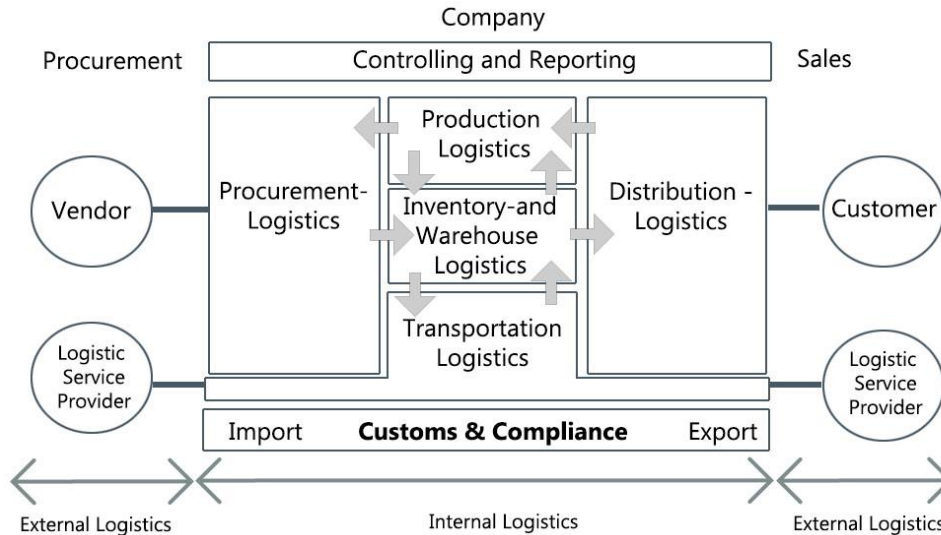 Company
Procurement
Controlling and Reporting
Sales
Production
Logistics
Vendor
Procurement-
Logistics
Inventory-and
Warehouse
Logistics
Distribution -
Logistics
Customer
Transportation
Logistics
Logistic
Service
Provider
Logistic
Service
Provider
Import Customs & Compliance Export
External Logistics
Internal Logistics
External Logistics